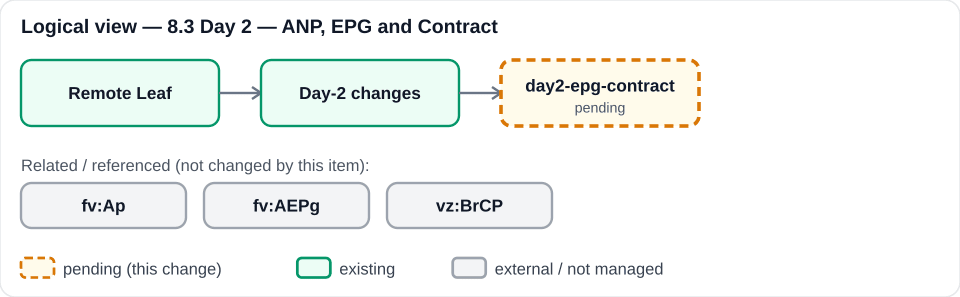 Logical view — 8.3 Day 2 — ANP, EPG and Contract
Remote Leaf
Day-2 changes
day2-epg-contract
pending
Related / referenced (not changed by this item):
fv:Ap
fv:AEPg
vz:BrCP
pending (this change)
existing
external / not managed